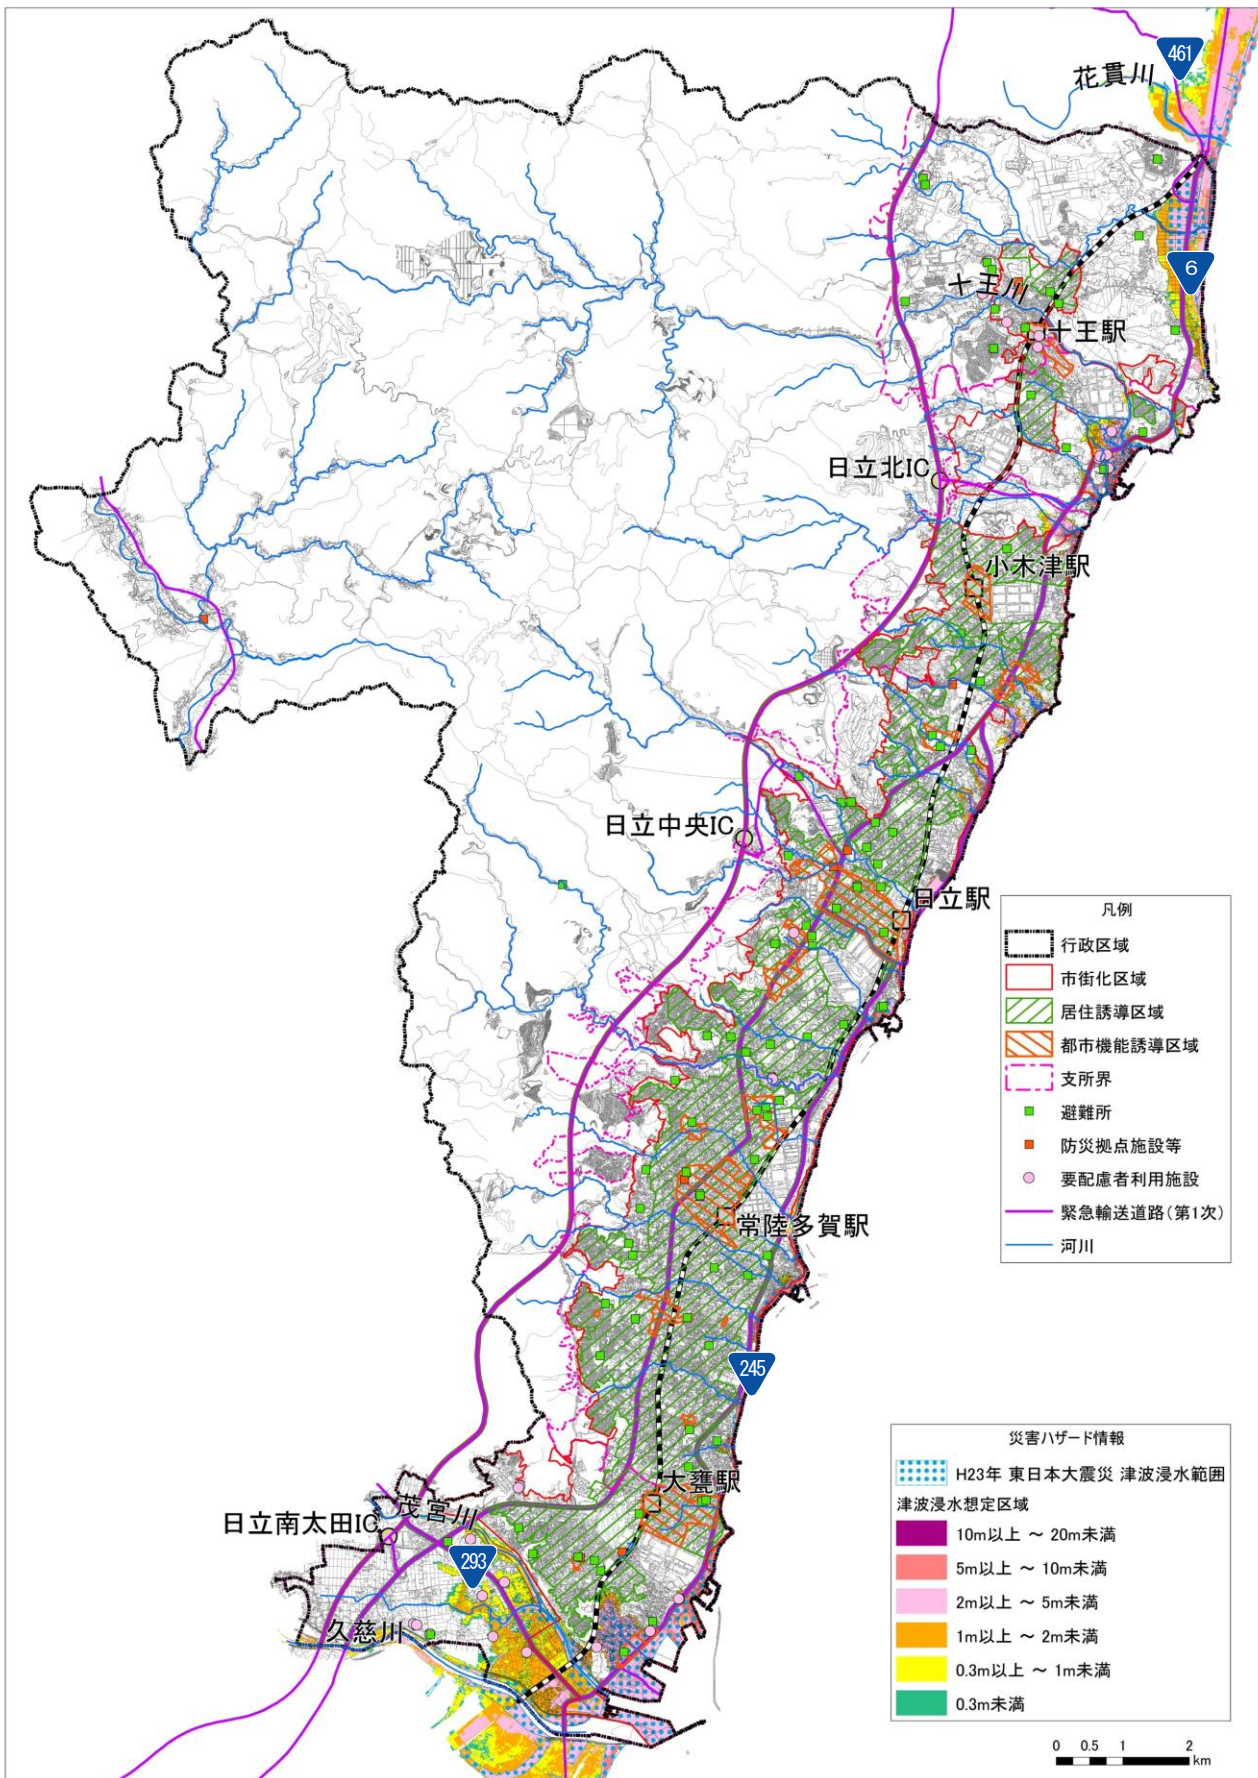 461
花貫川
6
十王川
十王駅
日立北IC
小木津駅
日立中央IC
日立駅
常陸多賀駅
245
大甕駅
茂宮川
日立南太田IC
293
久慈川
凡例
行政区域
市街化区域
居住誘導区域
都市機能誘導区域
支所界
避難所
防災拠点施設等
要配慮者利用施設
緊急輸送道路(第1次)
河川
災害ハザード情報
H23年 東日本大震災 津波浸水範囲
津波浸水想定区域
10m以上 ～ 20m未満
5m以上 ～ 10m未満
2m以上 ～ 5m未満
1m以上 ～ 2m未満
0.3m以上 ～ 1m未満
0.3m未満
0 0.5 1 2
km